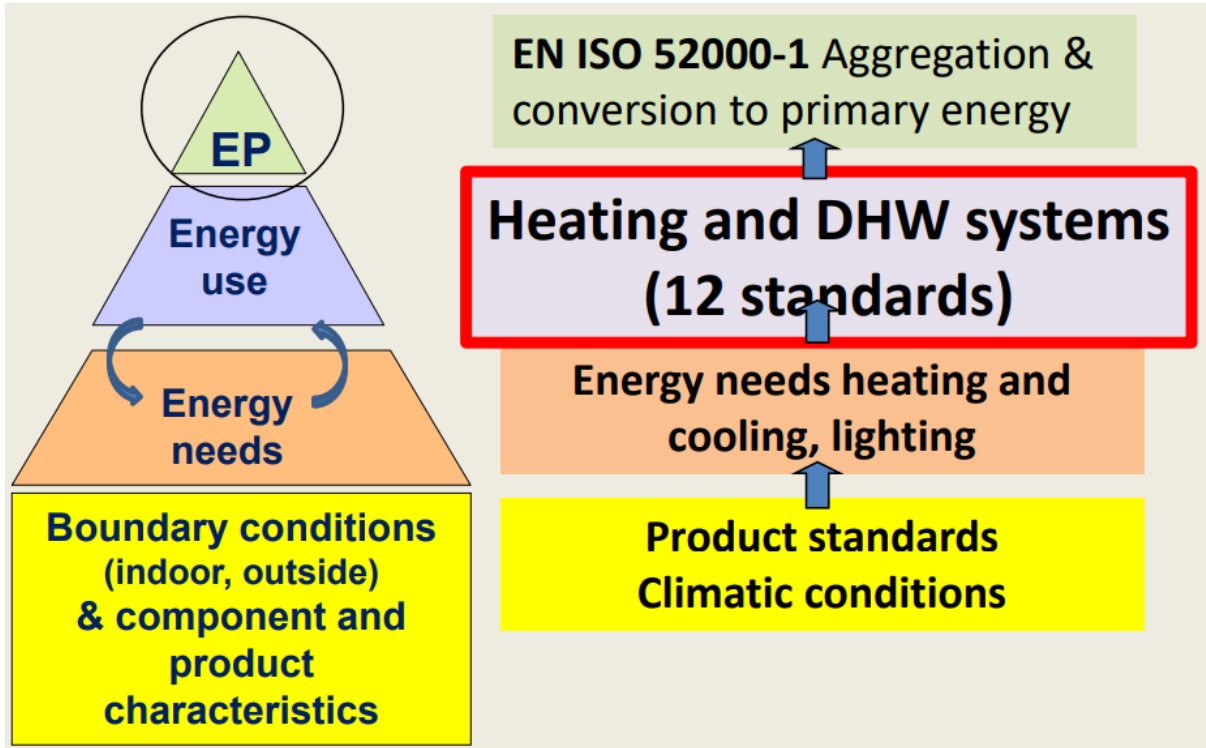 EP
Energy
use
Energy
needs
Boundary conditions
(indoor, outside)
& component and
product
characteristics
EN ISO 52000-1 Aggregation &
conversion to primary energy
Heating and DHW systems
(12 standards)
Energy needs heating and
cooling, lighting
Product standards
Climatic conditions